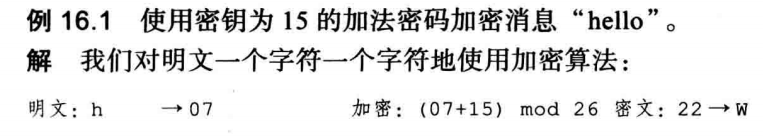 例 16.1 使用密钥为 15 的加法密码加密消息“hello”。
解 我们对明文一个字符一个字符地使用加密算法：
明文：h →07 加密：(07+15) mod 26 密文：22→W